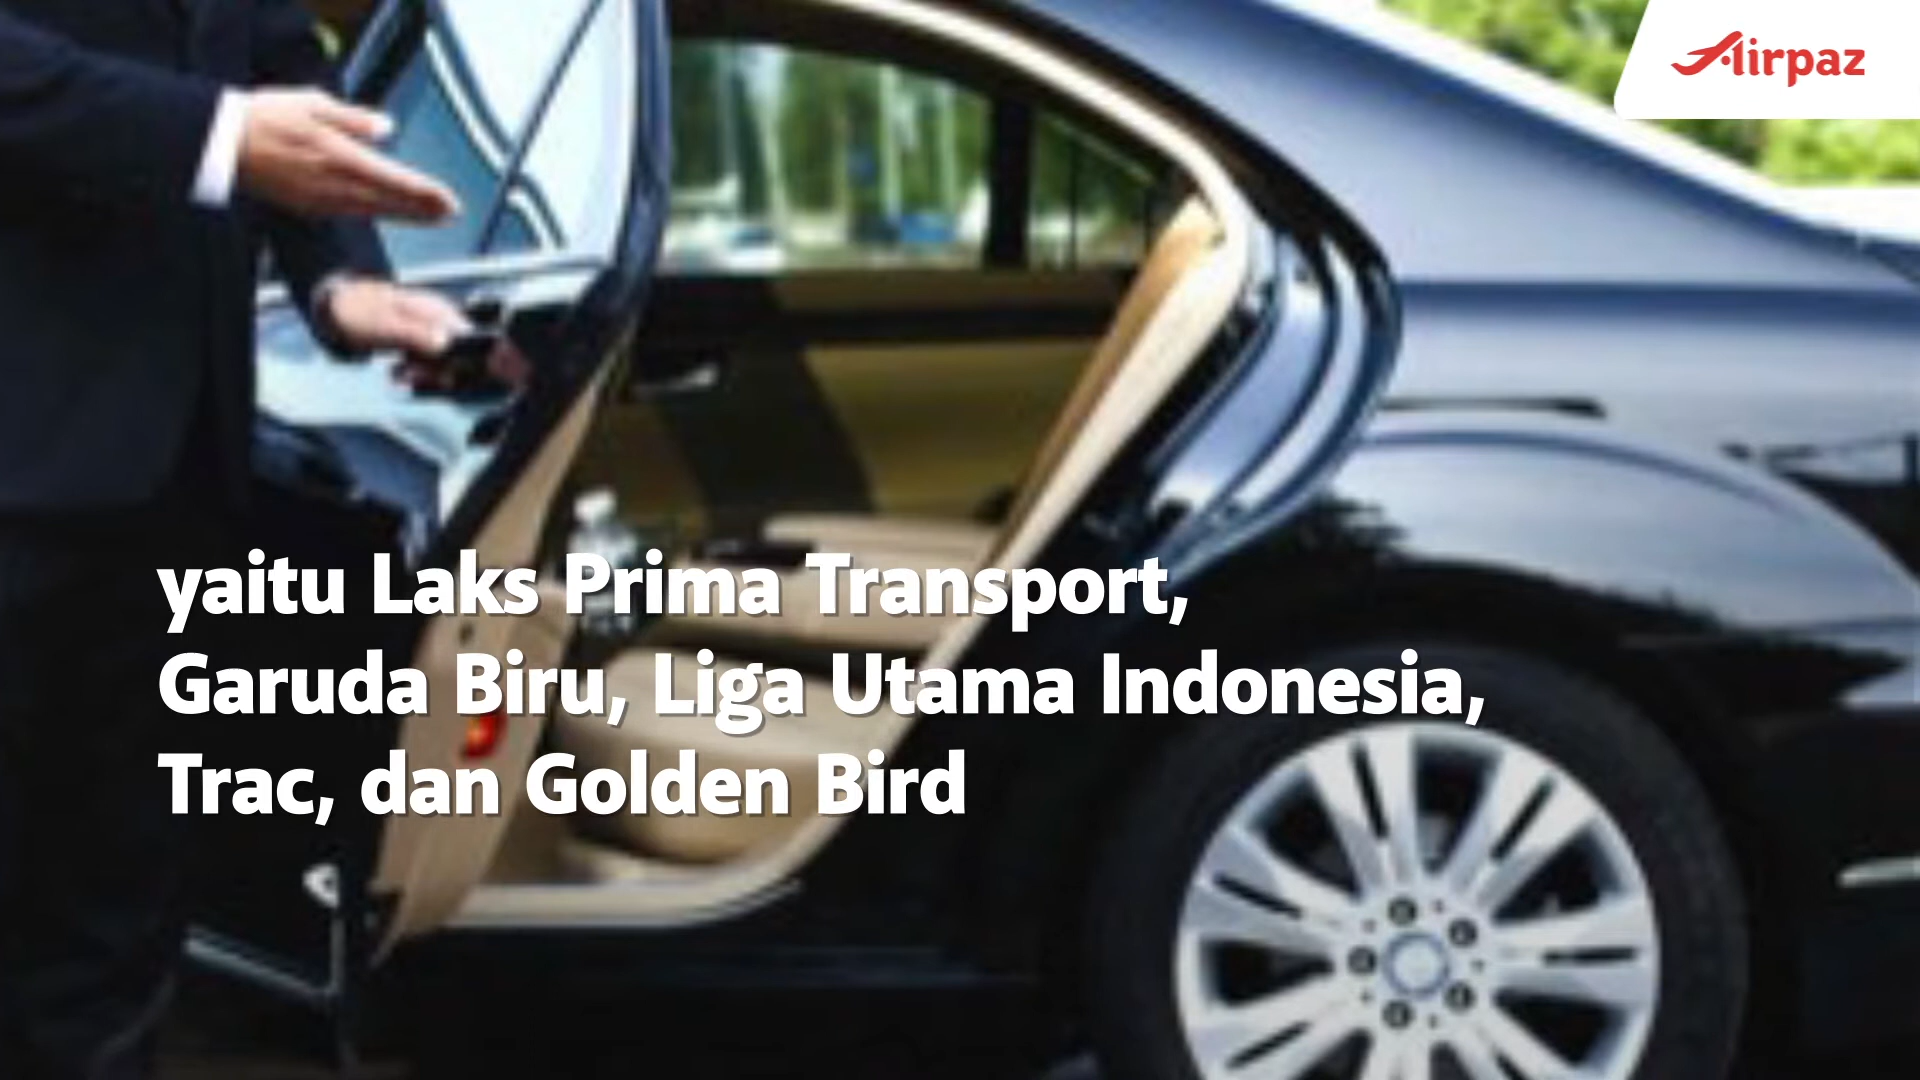 Airpaz
yaitu Laks Prima Transport,
Garuda Biru, Liga Utama Indonesia,
Trac, dan Golden Bird